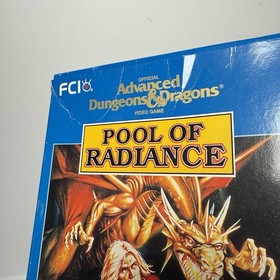 FCI
OFFICIAL
Advanced
Dungeons & Dragons®
VIDEO GAME
POOL OF
RADIANCE